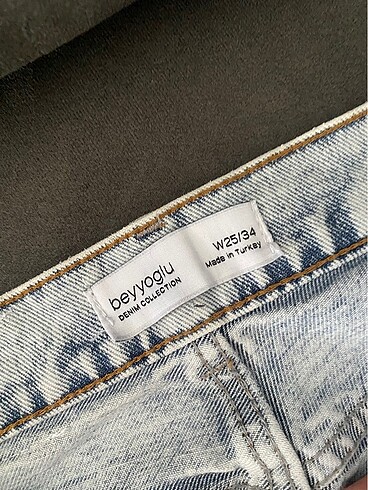 beyyoglu
DENIM COLLECTION
W25/34
Made in Turkey